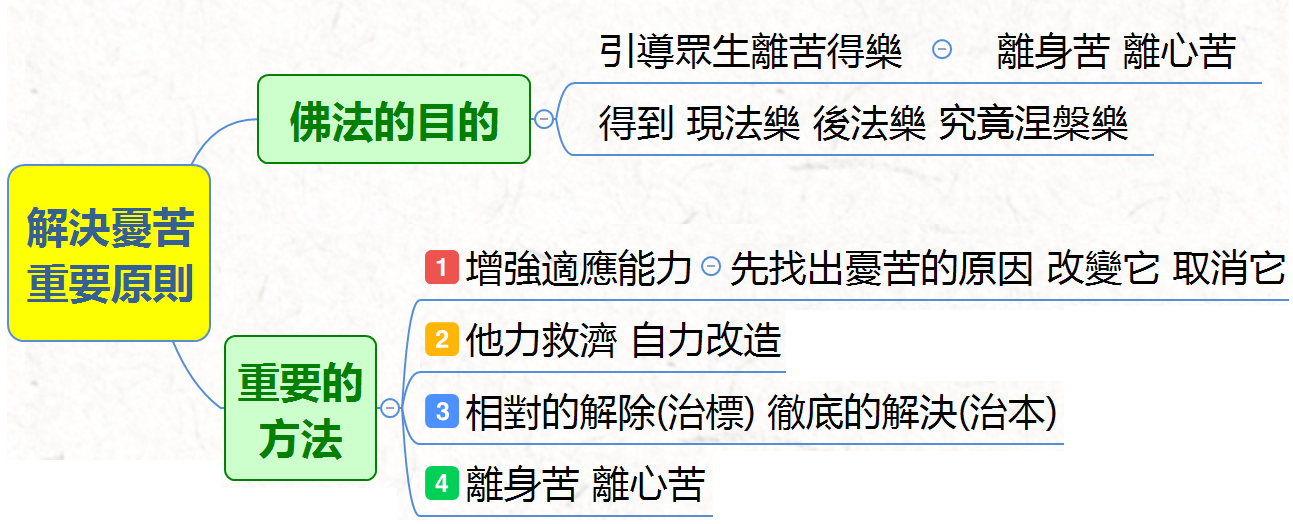 解決憂苦
重要原則
佛法的目的
引導眾生離苦得樂 離身苦 離心苦
得到 現法樂 後法樂 究竟涅槃樂
重要的
方法
1 增強適應能力 先找出憂苦的原因 改變它 取消它
2 他力救濟 自力改造
3 相對的解除(治標) 徹底的解決(治本)
4 離身苦 離心苦